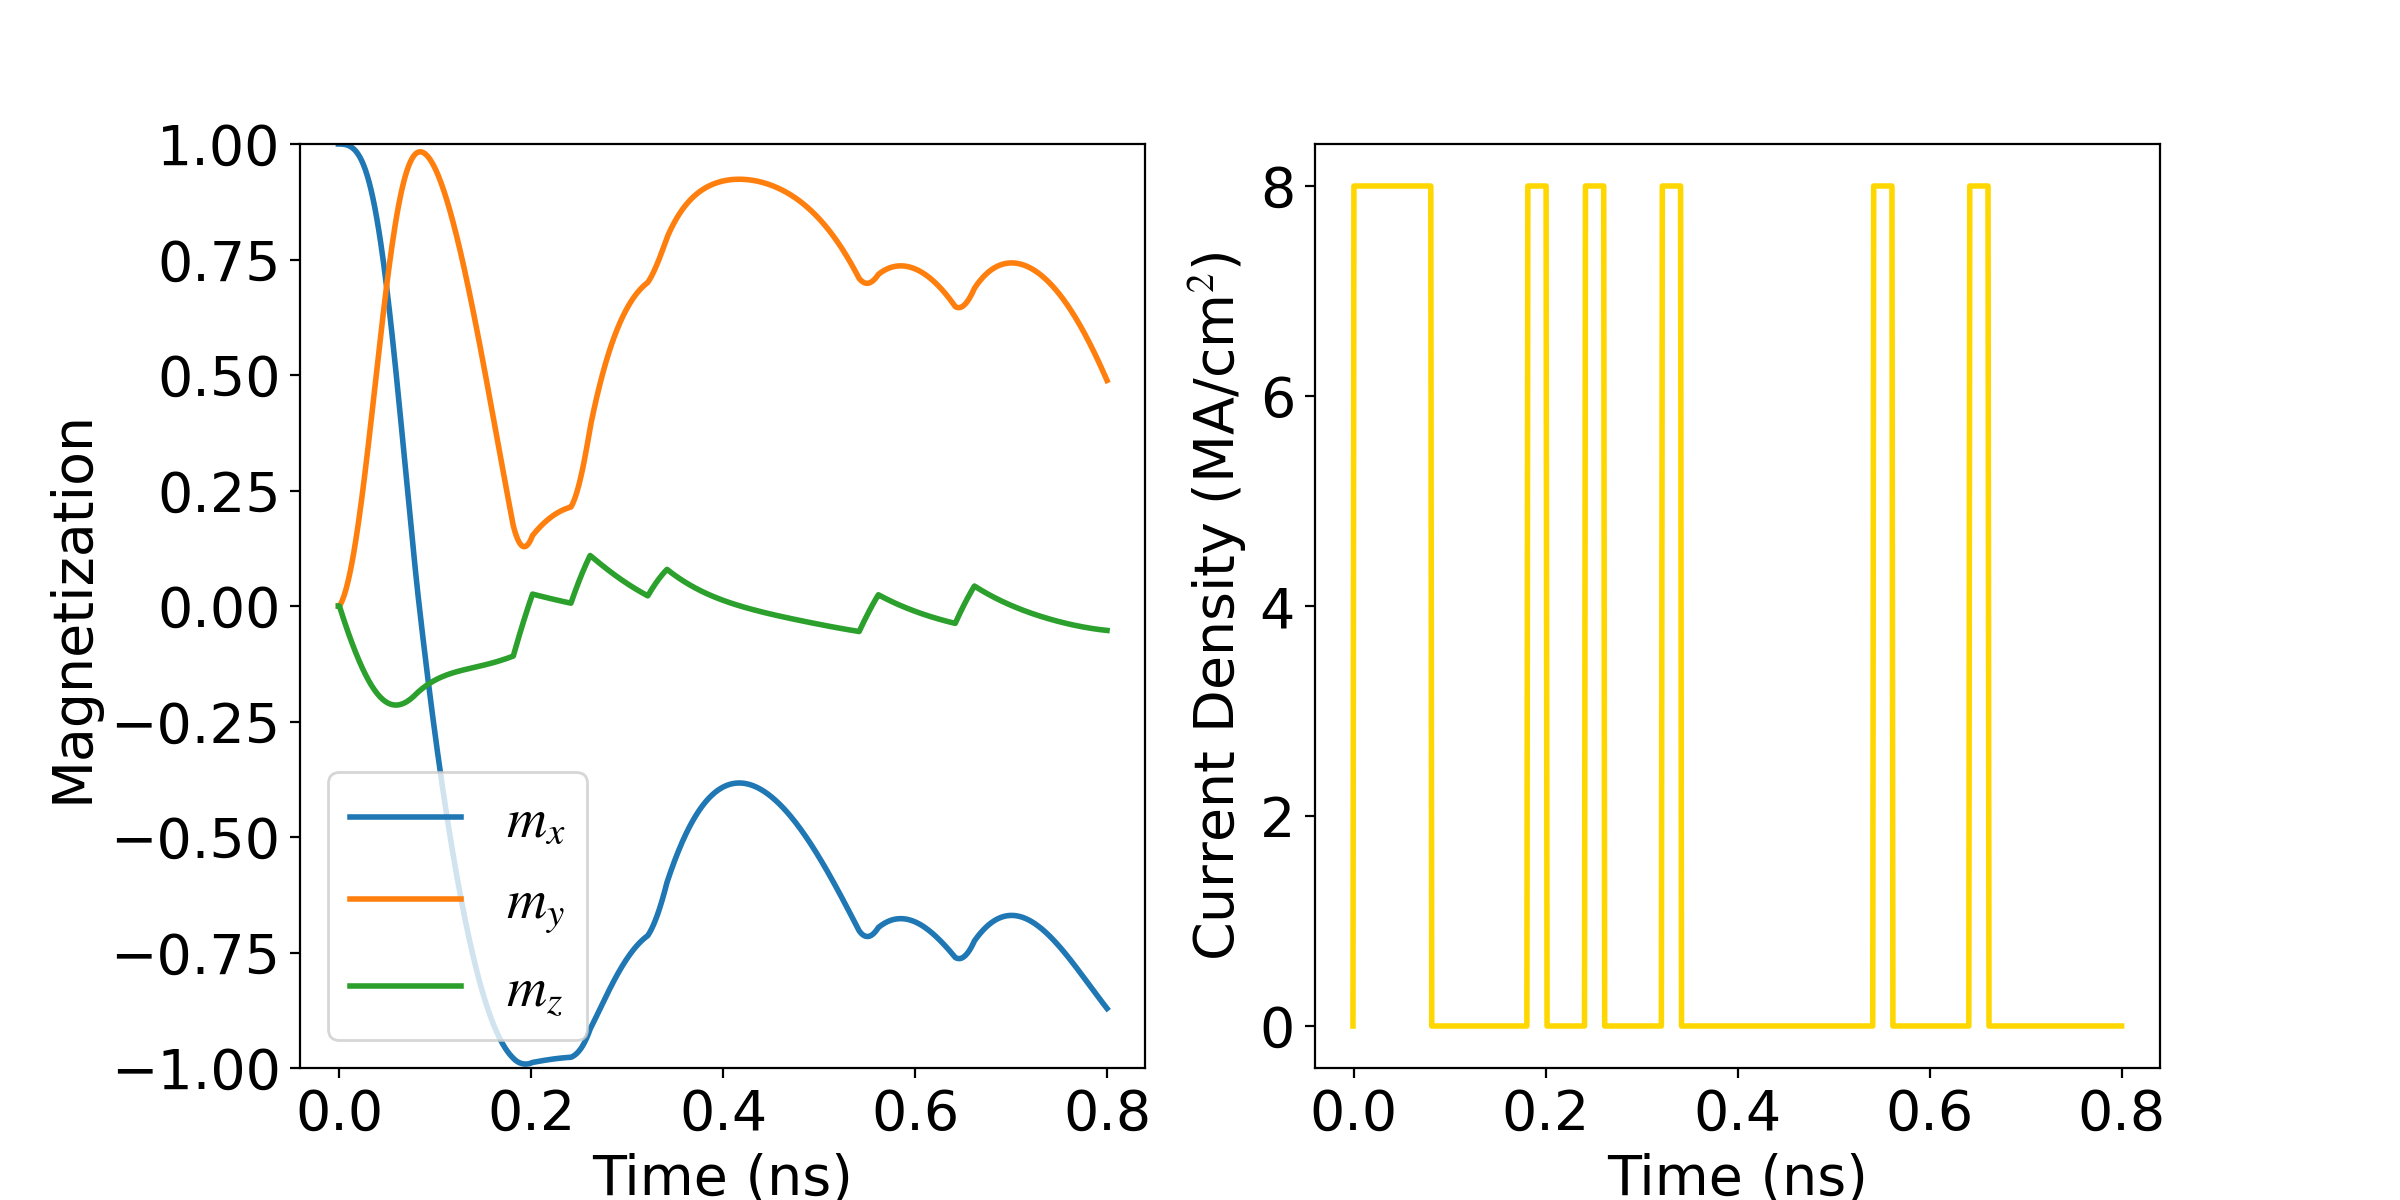 Magnetization
1.00
0.75
0.50
0.25
0.00
−0.25
−0.50
−0.75
−1.00
m_x
m_y
m_z
0.0 0.2 0.4 0.6 0.8
Time (ns)
Current Density (MA/cm²)
8
6
4
2
0
0.0 0.2 0.4 0.6 0.8
Time (ns)